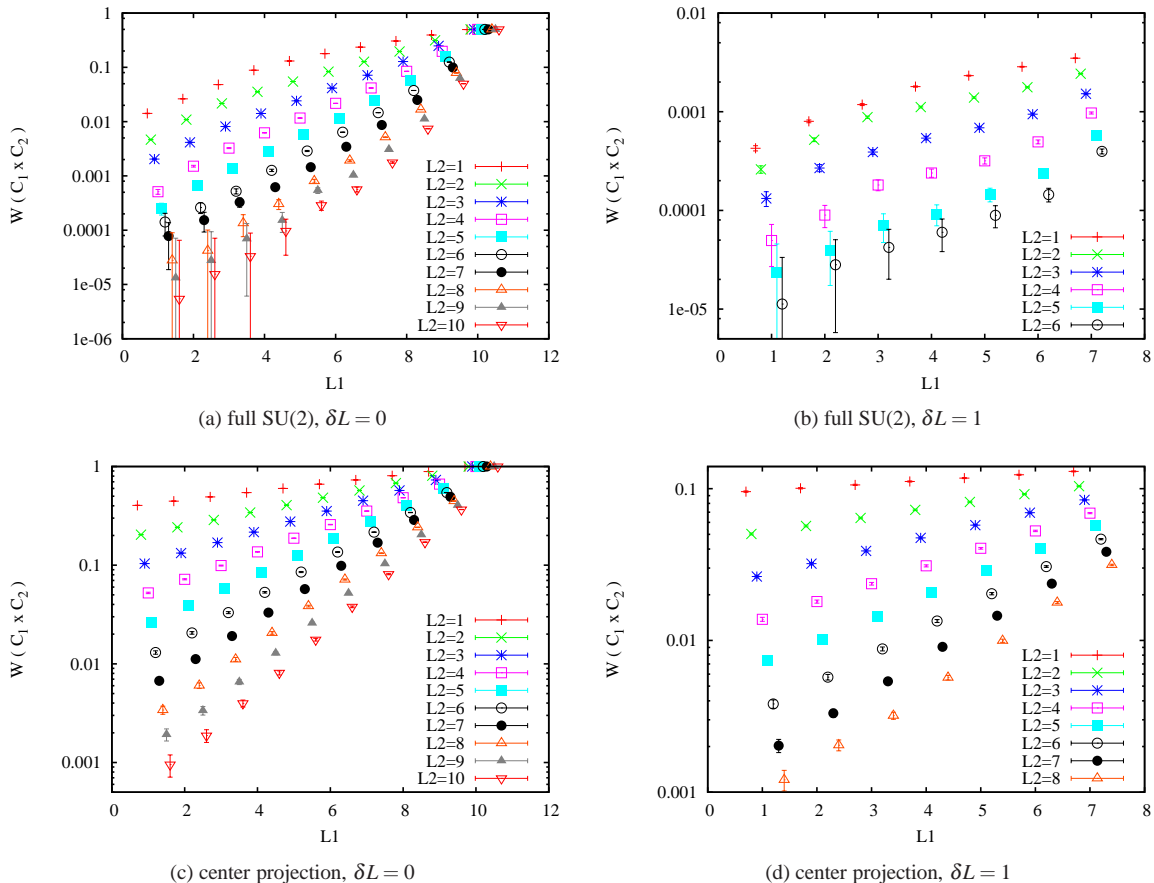 1
0.1
0.01
0.001
0.0001
1e-05
1e-06
W ( C1 x C2 )
L2=1
L2=2
L2=3
L2=4
L2=5
L2=6
L2=7
L2=8
L2=9
L2=10
0 2 4 6 8 10 12
L1
(a) full SU(2), δL = 0
0.01
0.001
0.0001
1e-05
W ( C1 x C2 )
L2=1
L2=2
L2=3
L2=4
L2=5
L2=6
0 1 2 3 4 5 6 7 8
L1
(b) full SU(2), δL = 1
1
0.1
0.01
0.001
W ( C1 x C2 )
L2=1
L2=2
L2=3
L2=4
L2=5
L2=6
L2=7
L2=8
L2=9
L2=10
0 2 4 6 8 10 12
L1
(c) center projection, δL = 0
0.1
0.01
0.001
W ( C1 x C2 )
L2=1
L2=2
L2=3
L2=4
L2=5
L2=6
L2=7
L2=8
0 1 2 3 4 5 6 7 8
L1
(d) center projection, δL = 1